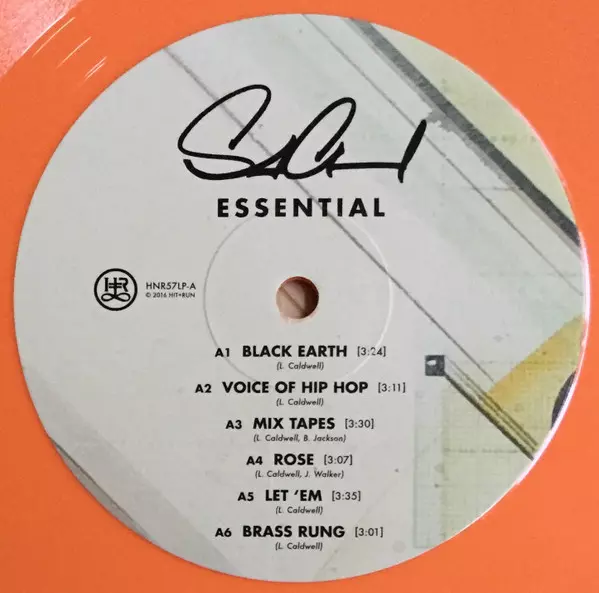 ESSENTIAL
HNR57LP-A
© 2016 HIT+RUN
A1 BLACK EARTH [3:24]
(L. Caldwell)
A2 VOICE OF HIP HOP [3:11]
(L. Caldwell)
A3 MIX TAPES [3:30]
(L. Caldwell, B. Jackson)
A4 ROSE [3:07]
(L. Caldwell, J. Walker)
A5 LET ‘EM [3:35]
(L. Caldwell)
A6 BRASS RUNG [3:01]
(L. Caldwell)